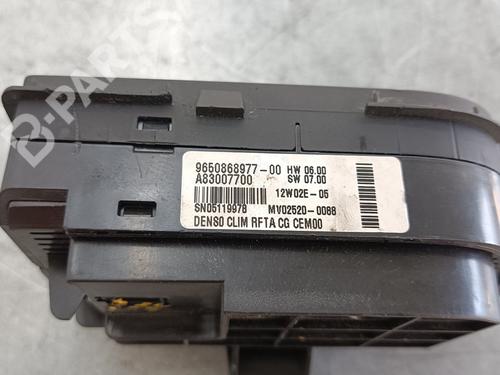 B-PARTS
9650868977-00 HW 06.00
A83007700 SW 07.00
12W02E-05
SN05119978 MV02520-0088
DENSO CLIM RFTA CG CEM00